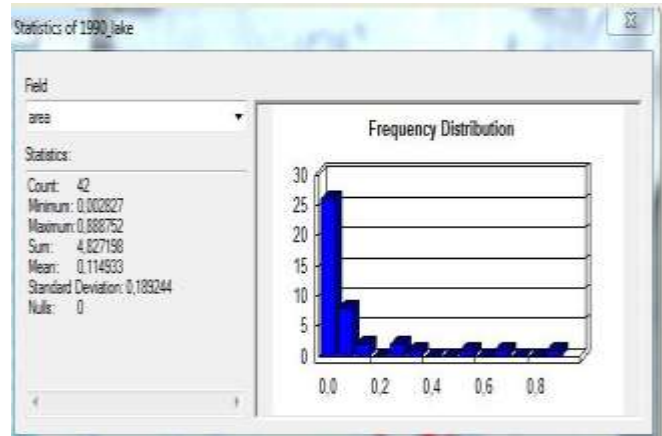 Statistics of 1990_lake
Field
area
Statistics:
Count: 42
Minimum: 0,002827
Maximum: 0,888752
Sum: 4,827198
Mean: 0,114933
Standard Deviation: 0,189244
Nulls: 0
Frequency Distribution
30
25
20
15
10
5
0
0,0 0,2 0,4 0,6 0,8